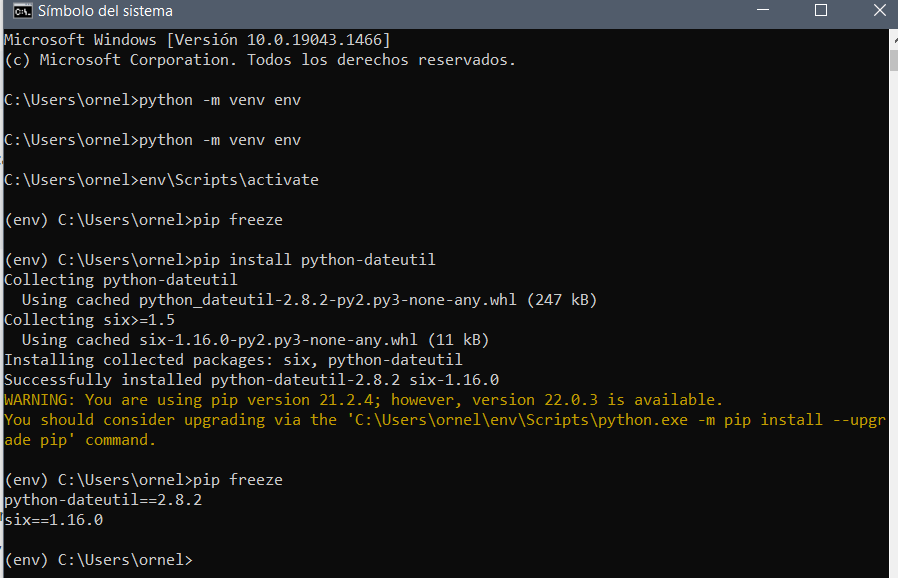 Símbolo del sistema
Microsoft Windows [Versión 10.0.19043.1466]
(c) Microsoft Corporation. Todos los derechos reservados.
C:\Users\ornel>python -m venv env
C:\Users\ornel>python -m venv env
C:\Users\ornel>env\Scripts\activate
(env) C:\Users\ornel>pip freeze
(env) C:\Users\ornel>pip install python-dateutil
Collecting python-dateutil
  Using cached python_dateutil-2.8.2-py2.py3-none-any.whl (247 kB)
Collecting six>=1.5
  Using cached six-1.16.0-py2.py3-none-any.whl (11 kB)
Installing collected packages: six, python-dateutil
Successfully installed python-dateutil-2.8.2 six-1.16.0
WARNING: You are using pip version 21.2.4; however, version 22.0.3 is available.
You should consider upgrading via the 'C:\Users\ornel\env\Scripts\python.exe -m pip install --upgr
ade pip' command.
(env) C:\Users\ornel>pip freeze
python-dateutil==2.8.2
six==1.16.0
(env) C:\Users\ornel>